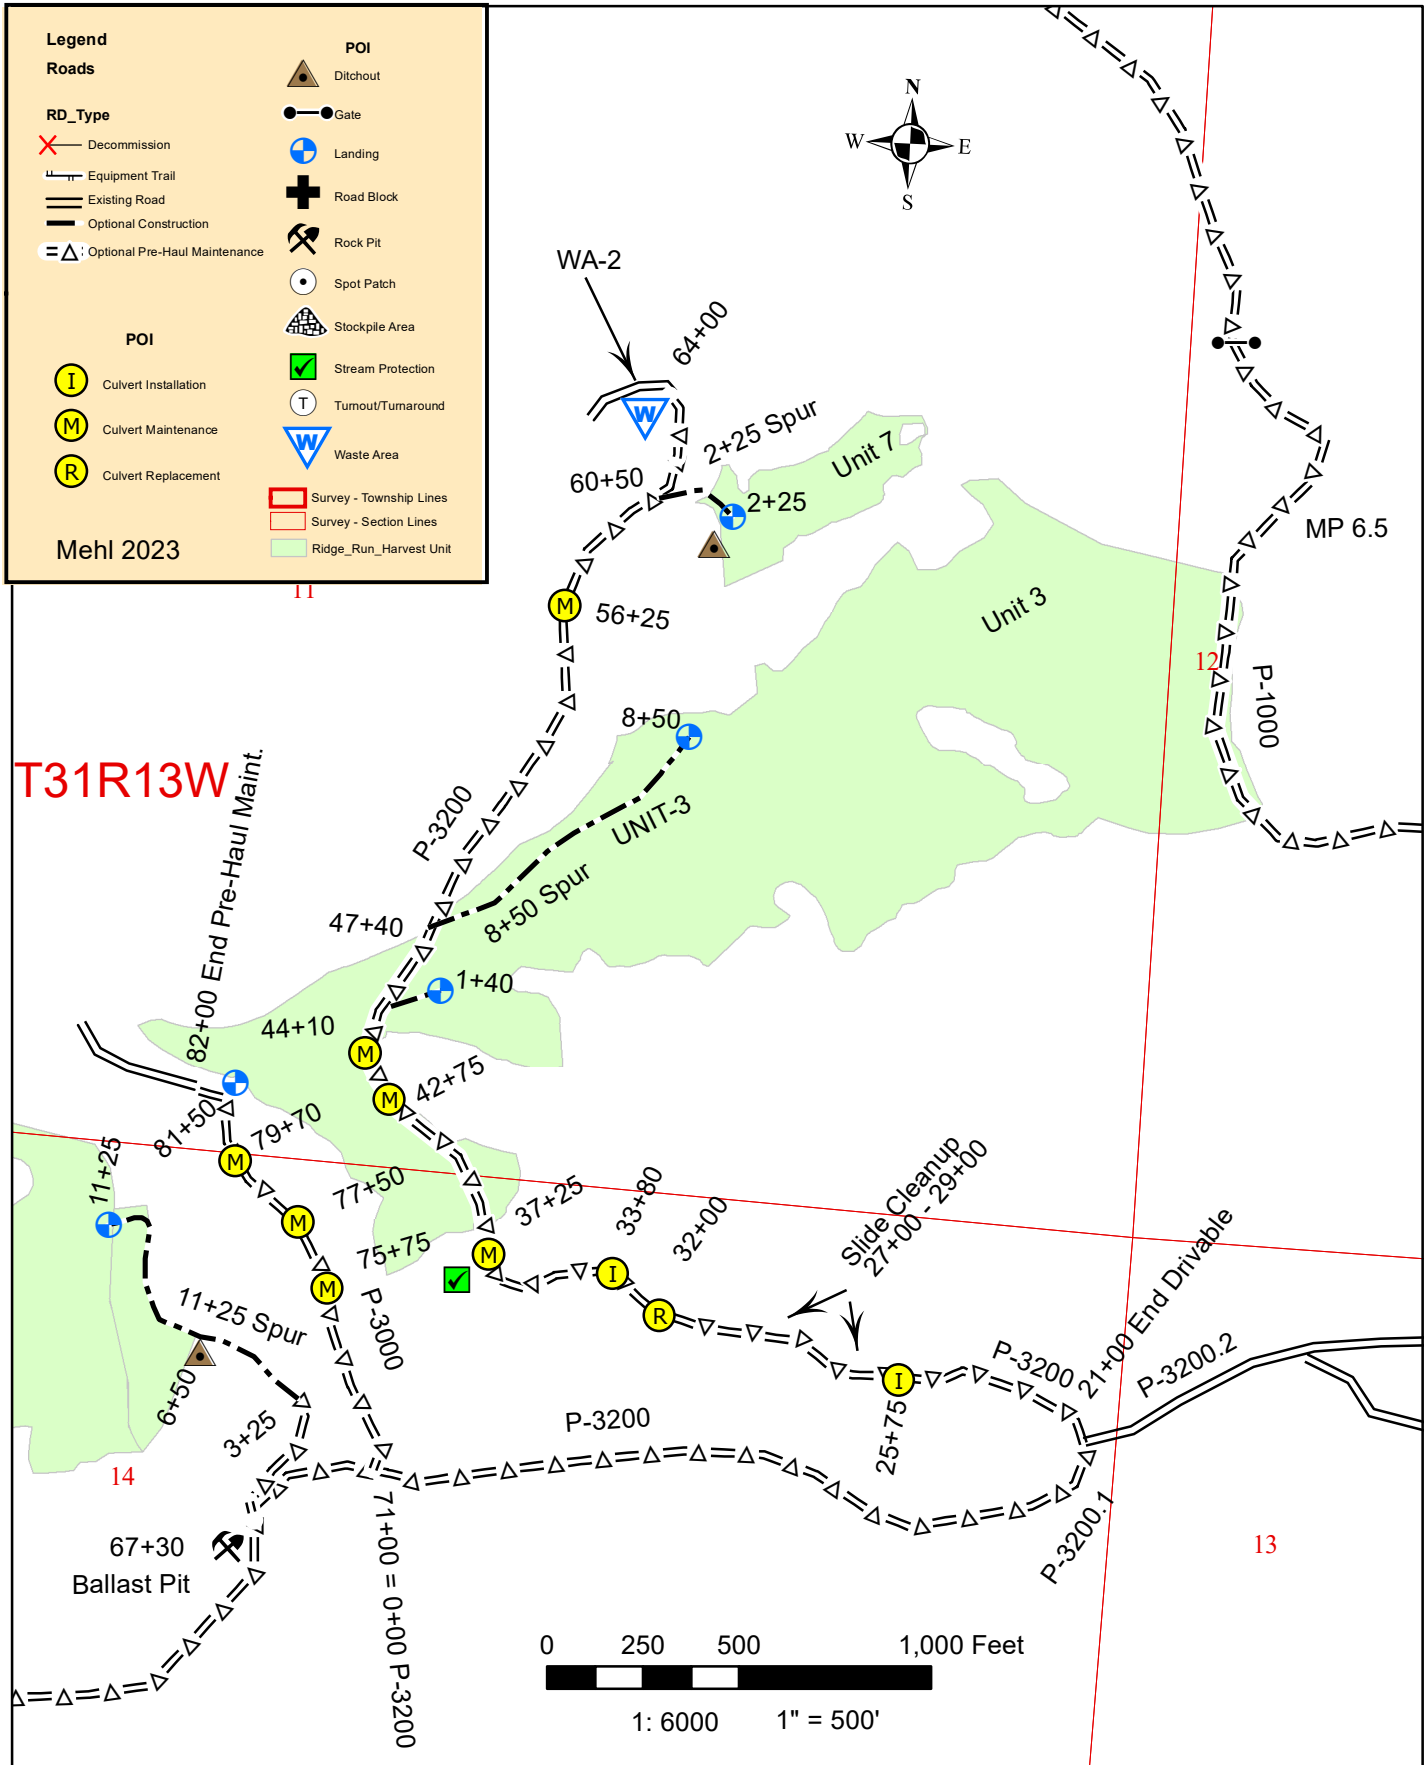 Legend
Roads
RD_Type
Decommission
Equipment Trail
Existing Road
Optional Construction
Optional Pre-Haul Maintenance
POI
I Culvert Installation
M Culvert Maintenance
R Culvert Replacement
Mehl 2023
POI
Ditchout
Gate
Landing
Road Block
Rock Pit
Spot Patch
Stockpile Area
Stream Protection
T Turnout/Turnaround
W Waste Area
Survey - Township Lines
Survey - Section Lines
Ridge_Run_Harvest Unit
N
W E
S
WA-2
64+00
W
2+25 Spur
Unit 7
60+50
2+25
MP 6.5
11
M
56+25
Unit 3
12
P-1000
8+50
T31R13W
P-3200
UNIT-3
82+00 End Pre-Haul Maint.
8+50 Spur
47+40
1+40
44+10
M
42+75
M
81+50
79+70
M
11+25
77+50
M
37+25
33+80
32+00
Slide Cleanup
27+00 - 29+00
75+75
M
M
I
R
P-3000
11+25 Spur
21+00 End Drivable
P-3200
P-3200.2
I
25+75
6+50
3+25
P-3200
14
71+00 = 0+00 P-3200
P-3200.1
13
67+30
Ballast Pit
0 250 500 1,000 Feet
1: 6000 1" = 500'